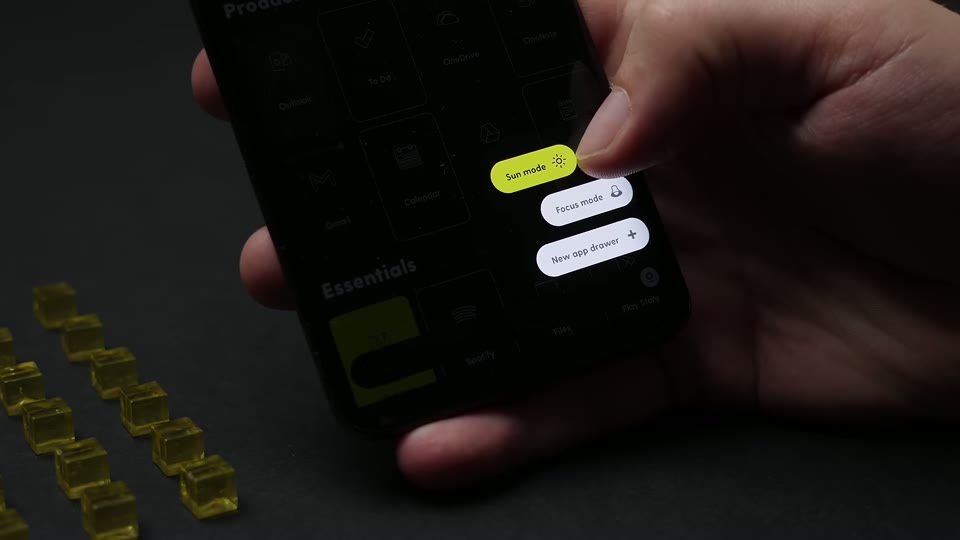 Produc
OneNote
OneDrive
To Do
Outlook
Sun mode
Focus mode
Calendar
Gmail
New app drawer
Essentials
Play Store
Files
Spotify